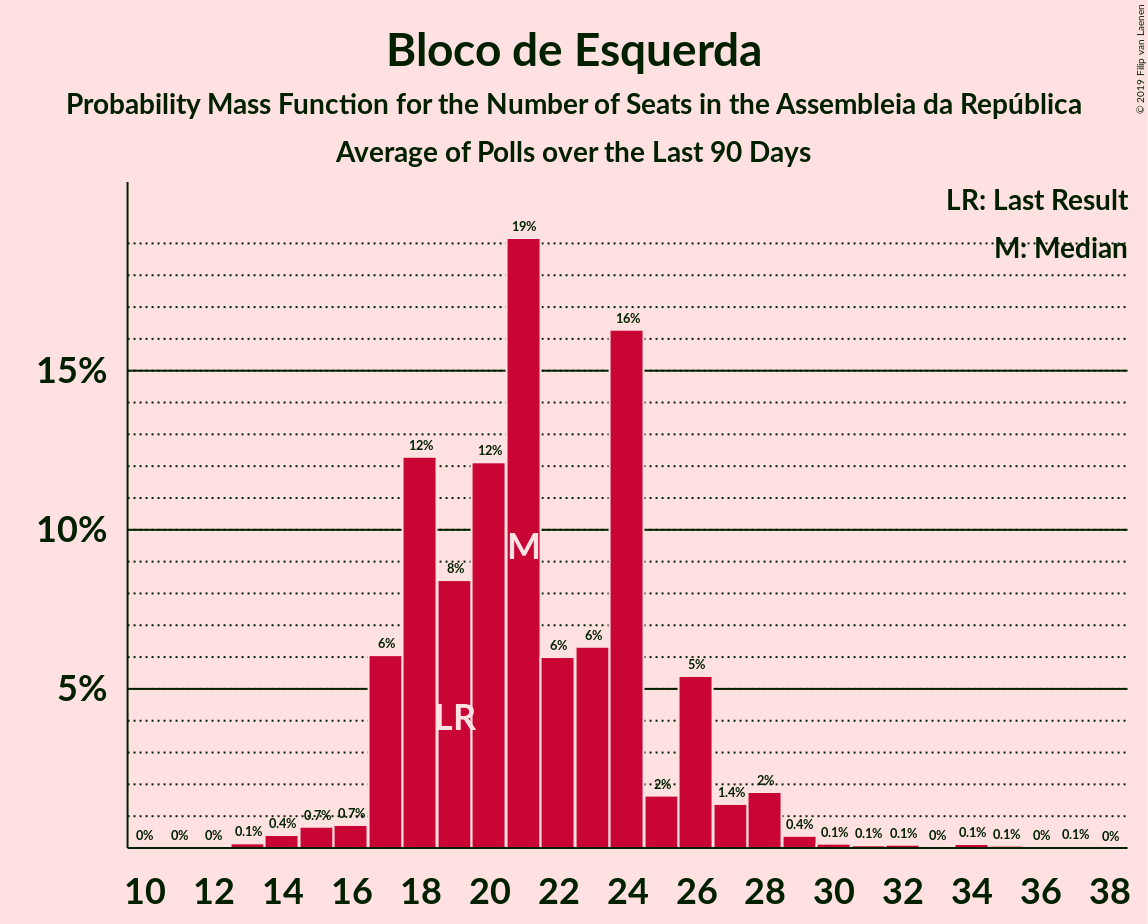 Bloco de Esquerda
Probability Mass Function for the Number of Seats in the Assembleia da República
Average of Polls over the Last 90 Days
© 2019 Filip van Laenen
LR: Last Result
M: Median
15%
10%
5%
0% 0% 0% 0.1% 0.4% 0.7% 0.7% 6% 12% 8% 12% 19% 6% 6% 16% 2% 5% 1.4% 2% 0.4% 0.1% 0.1% 0.1% 0% 0.1% 0.1% 0% 0.1% 0%
M
LR
10 12 14 16 18 20 22 24 26 28 30 32 34 36 38